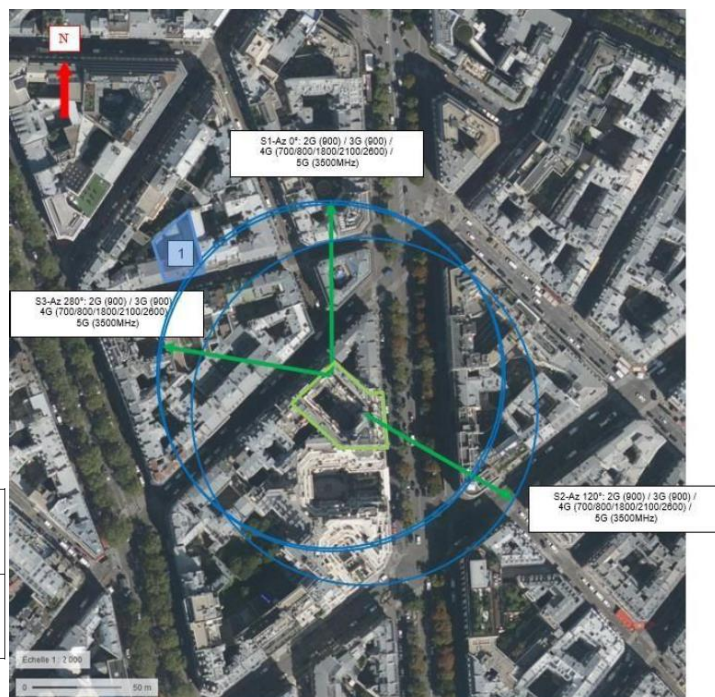 N
S1-Az 0°: 2G (900) / 3G (900) /
4G (700/800/1800/2100/2600) /
5G (3500MHz)
1
S3-Az 280°: 2G (900) / 3G (900)
4G (700/800/1800/2100/2600)
5G (3500MHz)
S2-Az 120°: 2G (900) / 3G (900) /
4G (700/800/1800/2100/2600) /
5G (3500MHz)
Echelle 1 : 2 000
0 50 m